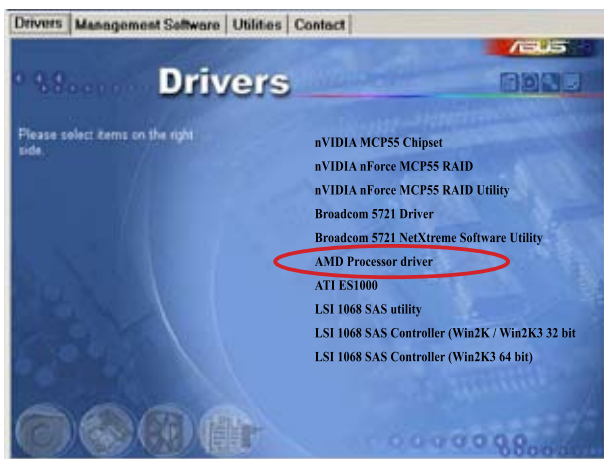 Drivers Management Software Utilities Contact
ASUS
Drivers
Please select items on the right
side.
nVIDIA MCP55 Chipset
nVIDIA nForce MCP55 RAID
nVIDIA nForce MCP55 RAID Utility
Broadcom 5721 Driver
Broadcom 5721 NetXtreme Software Utility
AMD Processor driver
ATI ES1000
LSI 1068 SAS utility
LSI 1068 SAS Controller (Win2K / Win2K3 32 bit
LSI 1068 SAS Controller (Win2K3 64 bit)